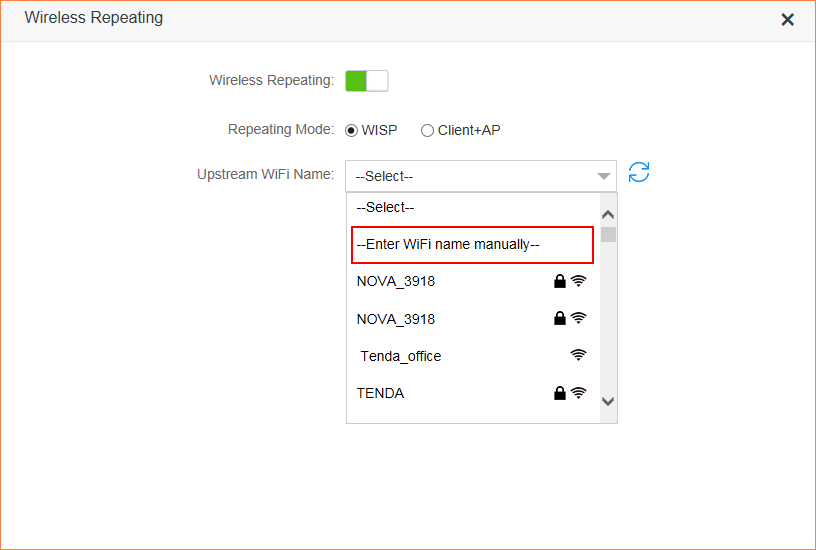 Wireless Repeating
Wireless Repeating:
Repeating Mode: WISP Client+AP
Upstream WiFi Name: --Select--
--Select--
--Enter WiFi name manually--
NOVA_3918
NOVA_3918
Tenda_office
TENDA